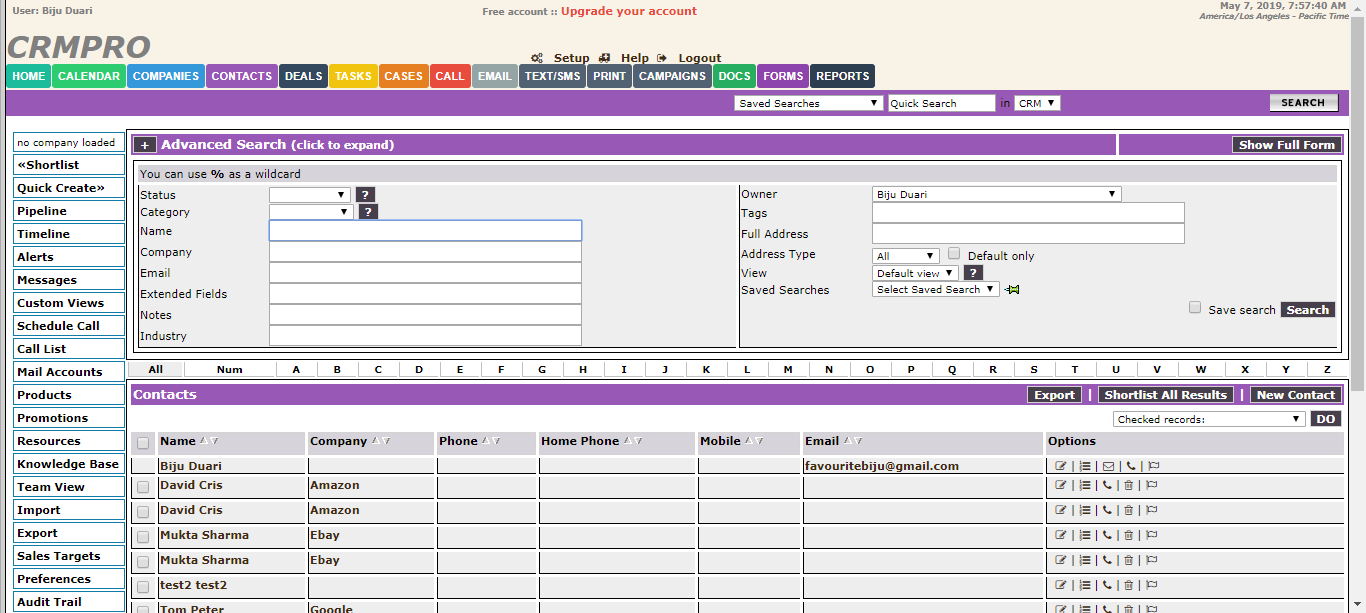 User: Biju Duari Free account :: Upgrade your account May 7, 2019, 7:57:40 AM
America/Los Angeles - Pacific Time
CRMPRO
Setup Help Logout
HOME CALENDAR COMPANIES CONTACTS DEALS TASKS CASES CALL EMAIL TEXT/SMS PRINT CAMPAIGNS DOCS FORMS REPORTS
Saved Searches Quick Search in CRM SEARCH
no company loaded
«Shortlist
Quick Create»
Pipeline
Timeline
Alerts
Messages
Custom Views
Schedule Call
Call List
Mail Accounts
Products
Promotions
Resources
Knowledge Base
Team View
Import
Export
Sales Targets
Preferences
Audit Trail
+ Advanced Search (click to expand) Show Full Form
You can use % as a wildcard
Status ?
Category ?
Name
Company
Email
Extended Fields
Notes
Industry
Owner Biju Duari
Tags
Full Address
Address Type All Default only
View Default view ?
Saved Searches Select Saved Search
Save search Search
All Num A B C D E F G H I J K L M N O P Q R S T U V W X Y Z
Contacts Export | Shortlist All Results | New Contact
Checked records: DO
Name Company Phone Home Phone Mobile Email Options
Biju Duari favouritebiju@gmail.com | | | |
David Cris Amazon | | | |
David Cris Amazon | | | |
Mukta Sharma Ebay | | | |
Mukta Sharma Ebay | | | |
test2 test2 | | | |
Tom Peter Google | | | |